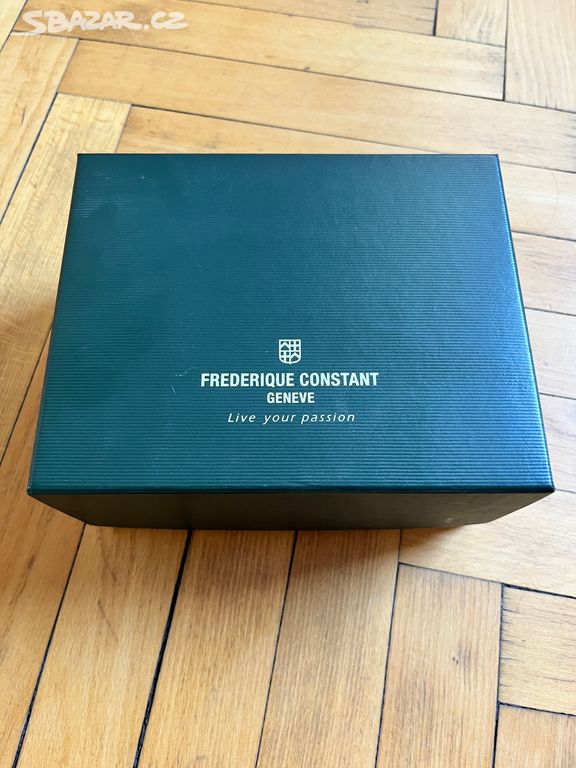 SBAZAR.CZ
FREDERIQUE CONSTANT
GENEVE
Live your passion